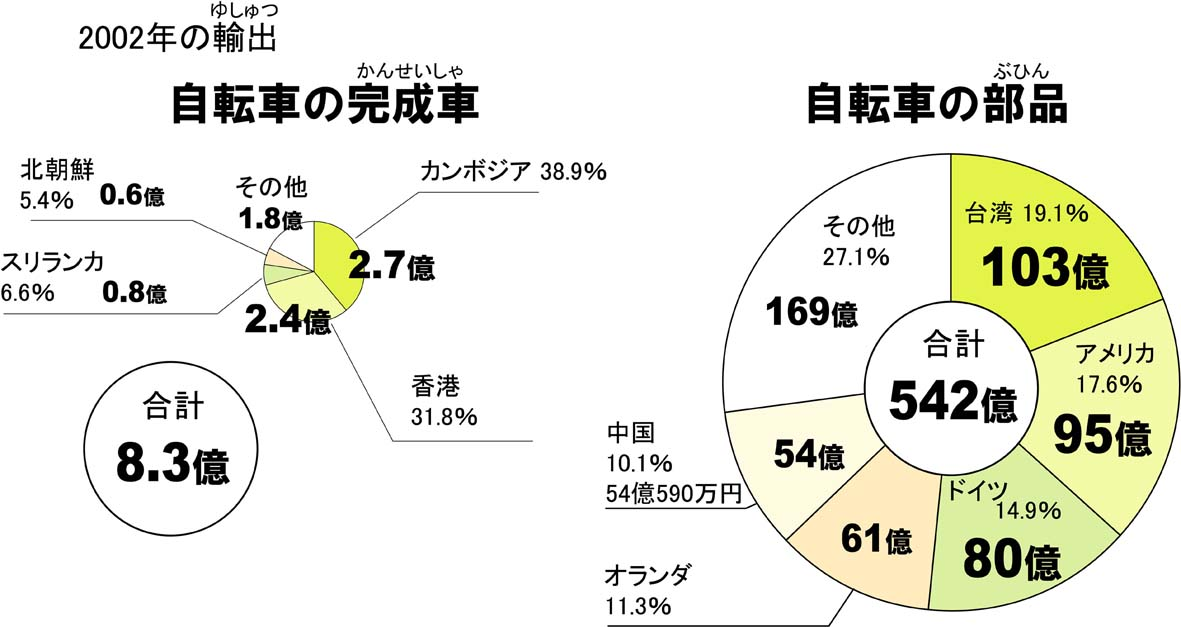 ゆしゅつ
2002年の輸出
かんせいしゃ
自転車の完成車
北朝鮮
5.4% 0.6億
その他
1.8億
カンボジア 38.9%
2.7億
スリランカ
6.6% 0.8億
2.4億
香港
31.8%
合計
8.3億
ぶひん
自転車の部品
台湾 19.1%
103億
その他
27.1%
169億
合計
542億
アメリカ
17.6%
95億
中国
10.1%
54億590万円
54億
ドイツ
14.9%
80億
61億
オランダ
11.3%